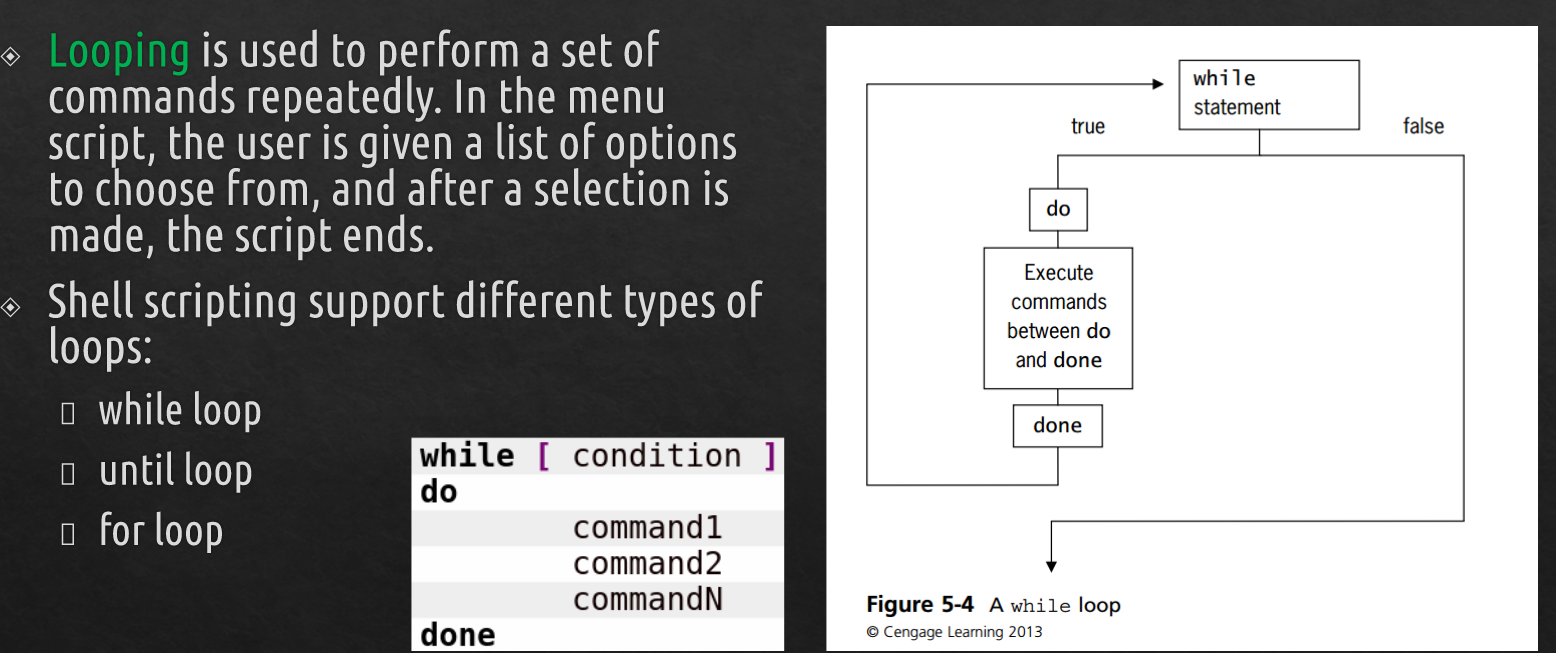 Looping is used to perform a set of
commands repeatedly. In the menu
script, the user is given a list of options
to choose from, and after a selection is
made, the script ends.
Shell scripting support different types of
loops:
while loop
until loop
for loop
while [ condition ]
do
command1
command2
commandN
done
while
statement
true
false
do
Execute
commands
between do
and done
done
Figure 5-4 A while loop
© Cengage Learning 2013